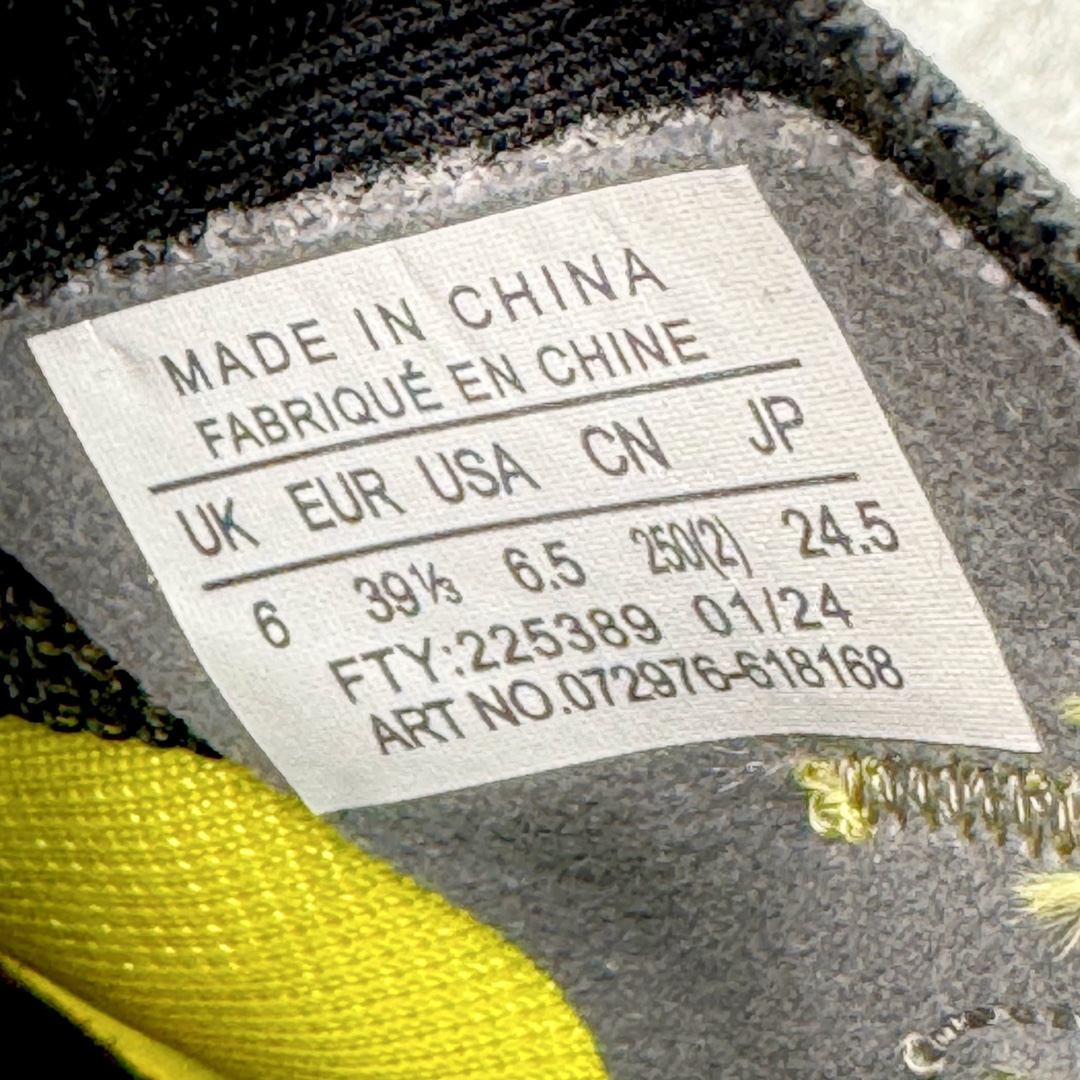 MADE IN CHINA
FABRIQUÉ EN CHINE
UK EUR USA CN JP
6 39⅓ 6.5 250(2) 24.5
FTY:225389 01/24
ART NO.072976-618168